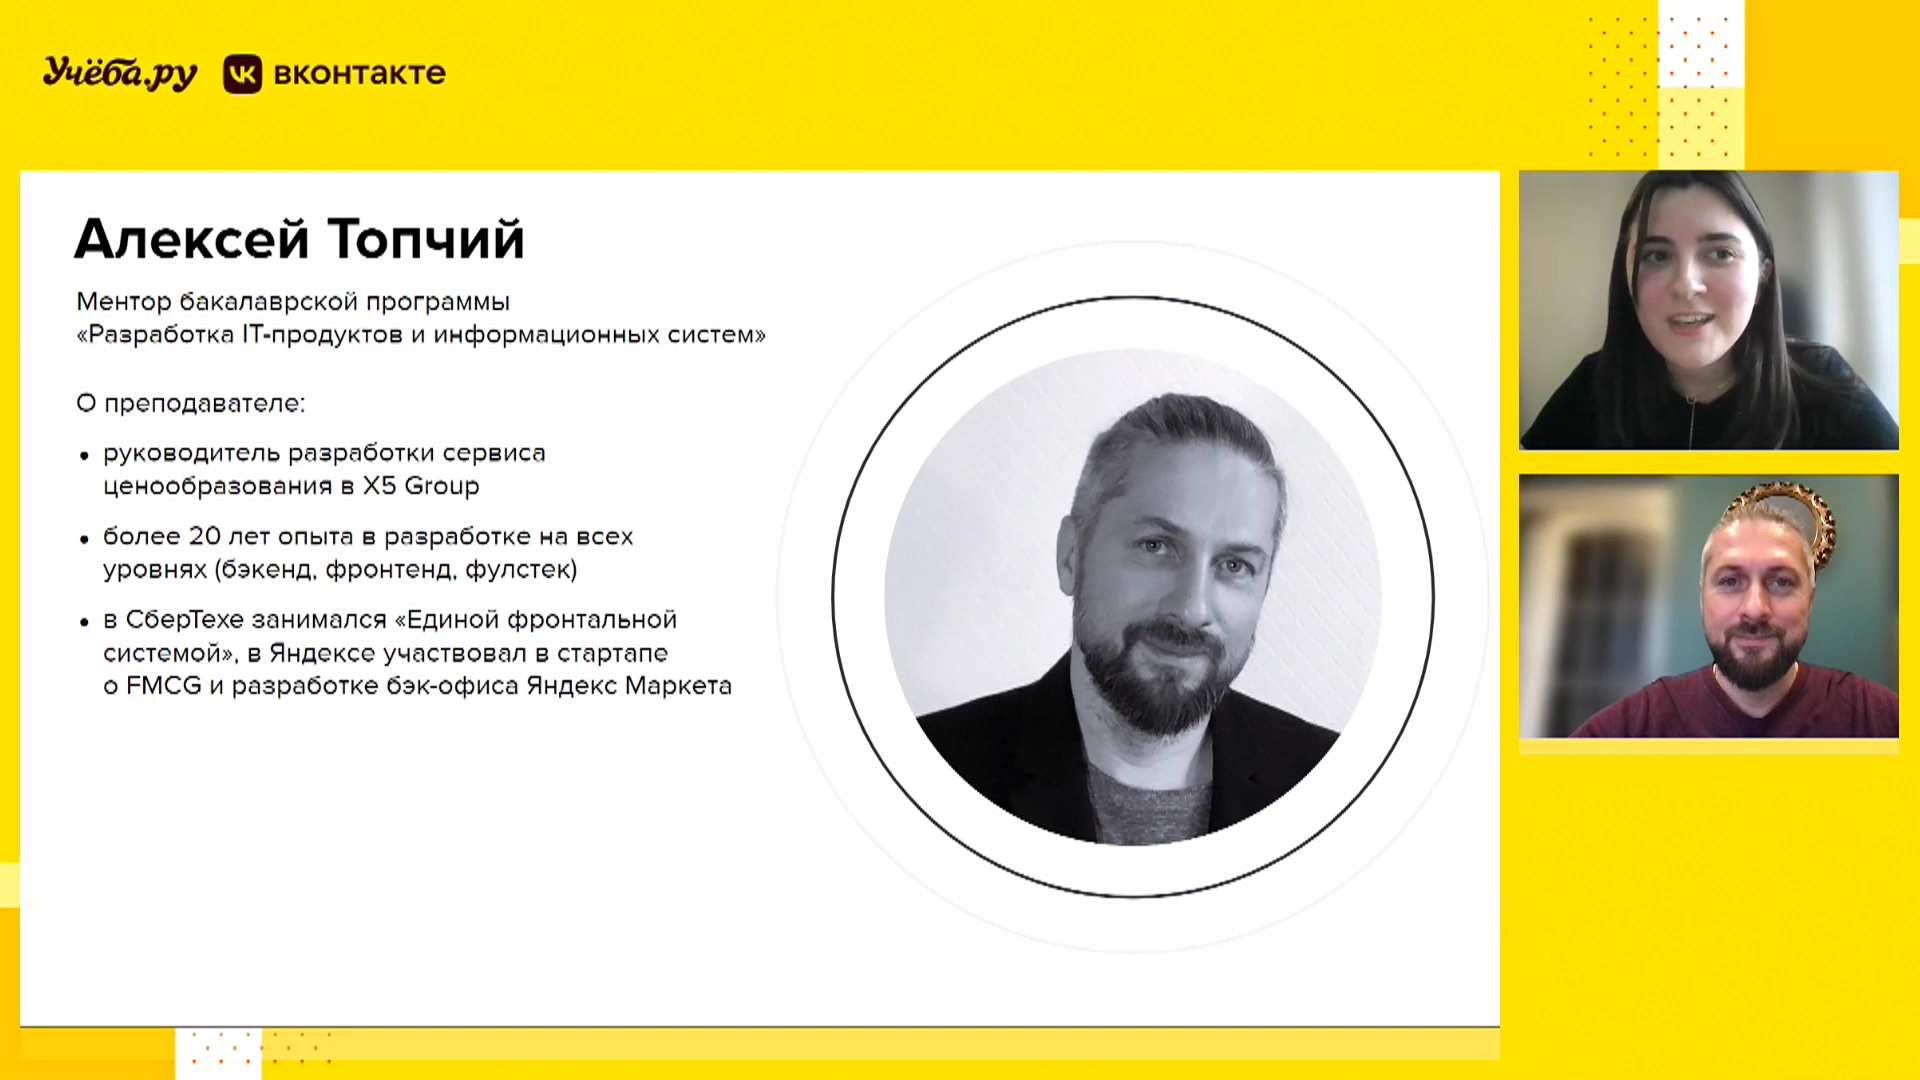 Учёба.ру
вконтакте
Алексей Топчий
Ментор бакалаврской программы
«Разработка IT-продуктов и информационных систем»
О преподавателе:
• руководитель разработки сервиса
ценообразования в X5 Group
• более 20 лет опыта в разработке на всех
уровнях (бэкенд, фронтенд, фулстек)
• в СберТехе занимался «Единой фронтальной
системой», в Яндексе участвовал в стартапе
о FMCG и разработке бэк-офиса Яндекс Маркета